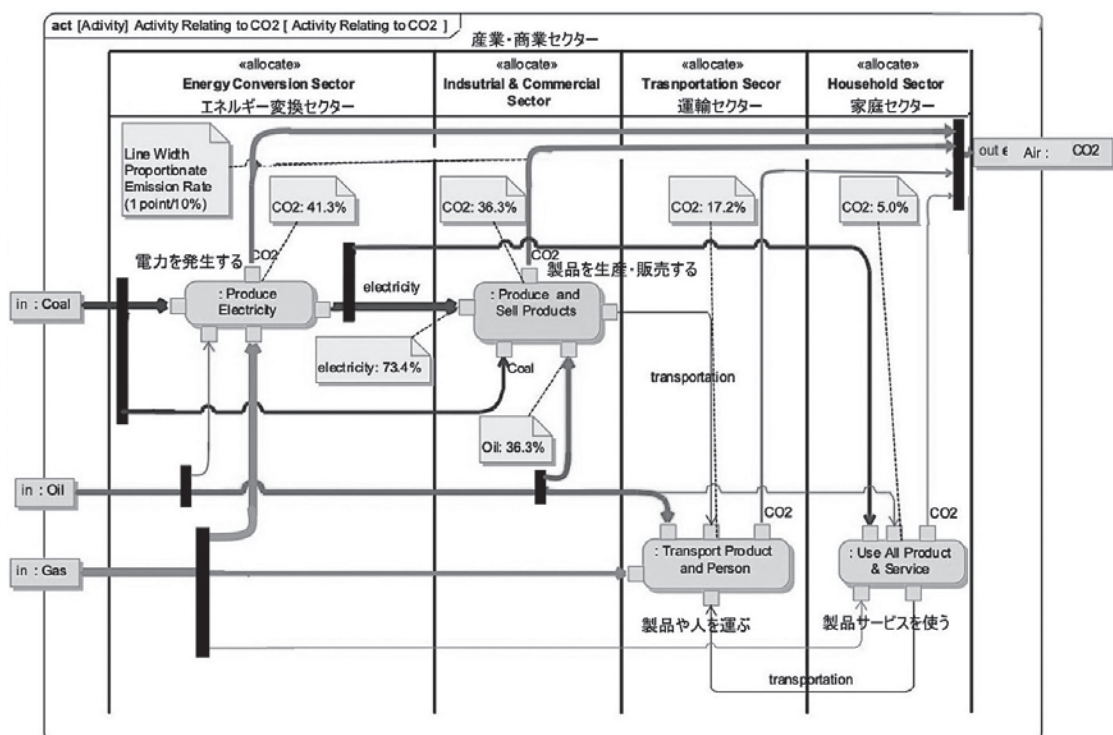 act [Activity] Activity Relating to CO2 [ Activity Relating to CO2 ]
産業・商業セクター
«allocate»
Energy Conversion Sector
エネルギー変換セクター
«allocate»
Indsutrial & Commercial
Sector
«allocate»
Trasnportation Secor
運輸セクター
«allocate»
Household Sector
家庭セクター
Line Width
Proportionate
Emission Rate
(1 point/10%)
CO2: 41.3%
CO2: 36.3%
CO2: 17.2%
CO2: 5.0%
out
Air : CO2
電力を発生する
CO2
CO2
製品を生産・販売する
in : Coal
: Produce
Electricity
electricity
: Produce and
Sell Products
electricity: 73.4%
Coal
transportation
Oil: 36.3%
in : Oil
CO2
CO2
in : Gas
: Transport Product
and Person
: Use All Product
& Service
製品や人を運ぶ
製品サービスを使う
transportation